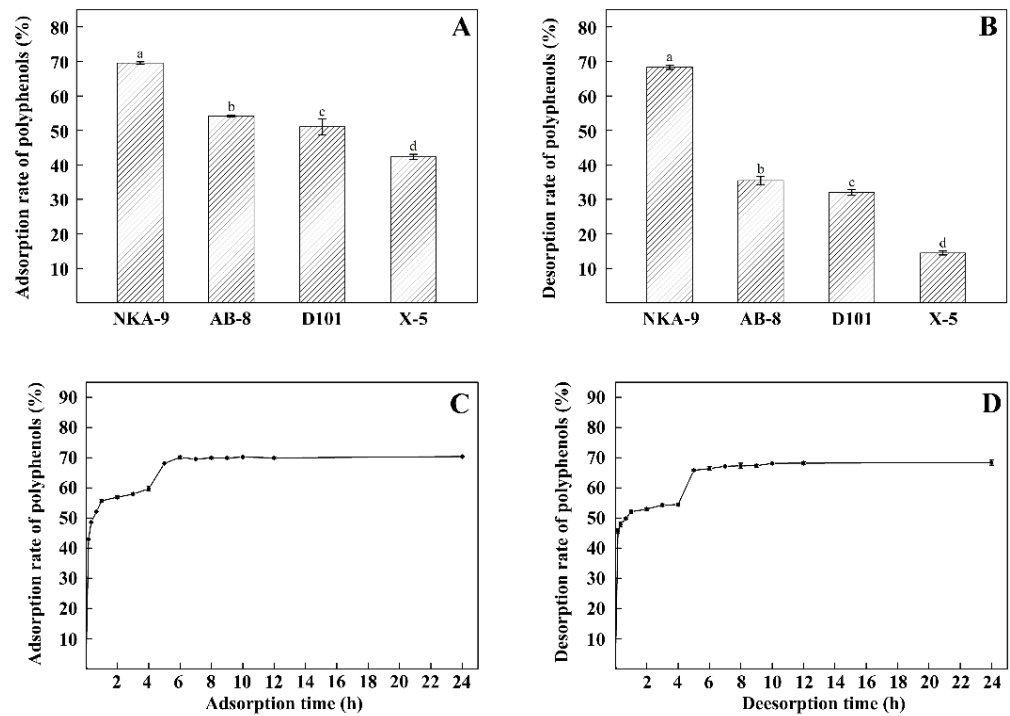 A
Adsorption rate of polyphenols (%)
80
70
60
50
40
30
20
10
a
b
c
d
NKA-9 AB-8 D101 X-5
B
Desorption rate of polyphenols (%)
80
70
60
50
40
30
20
10
a
b
c
d
NKA-9 AB-8 D101 X-5
C
Adsorption rate of polyphenols (%)
90
80
70
60
50
40
30
20
10
2 4 6 8 10 12 14 16 18 20 22 24
Adsorption time (h)
D
Desorption rate of polyphenols (%)
90
80
70
60
50
40
30
20
10
2 4 6 8 10 12 14 16 18 20 22 24
Deesorption time (h)